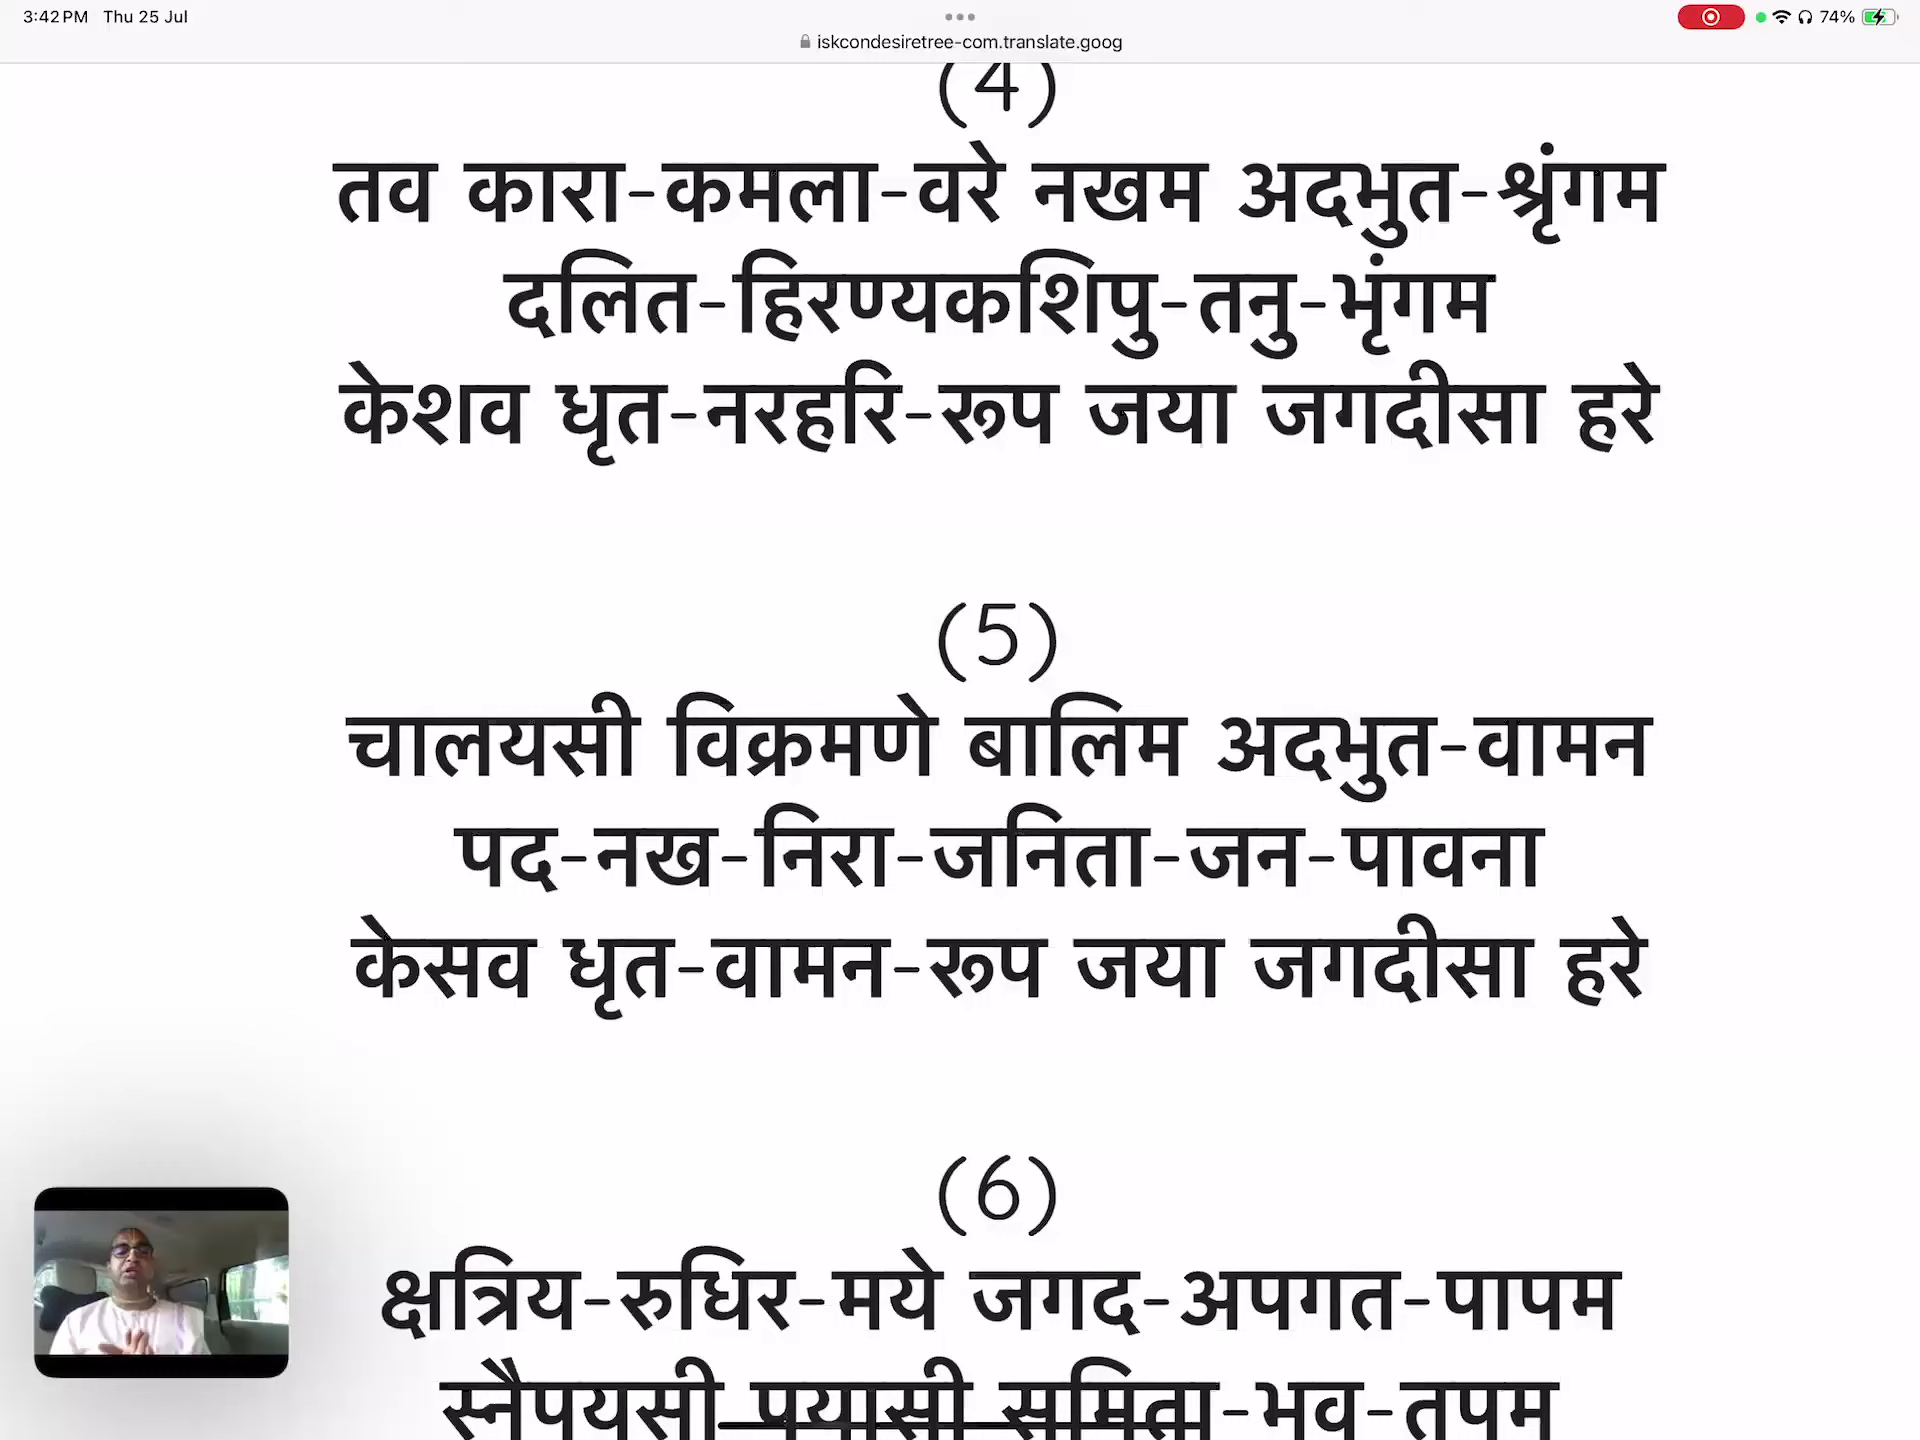 3:42 PM Thu 25 Jul
74%
iskcondesiretree-com.translate.goog
(4)
तव कारा-कमला-वरे नखम अदभुत-श्रृंगम
दलित-हिरण्यकशिपु-तनु-भृंगम
केशव धृत-नरहरि-रूप जया जगदीसा हरे
(5)
चालयसी विक्रमणे बालिम अदभुत-वामन
पद-नख-निरा-जनिता-जन-पावना
केसव धृत-वामन-रूप जया जगदीसा हरे
(6)
क्षत्रिय-रुधिर-मये जगद-अपगत-पापम
स्नैपयसी पयासी समिता-भव-तपम